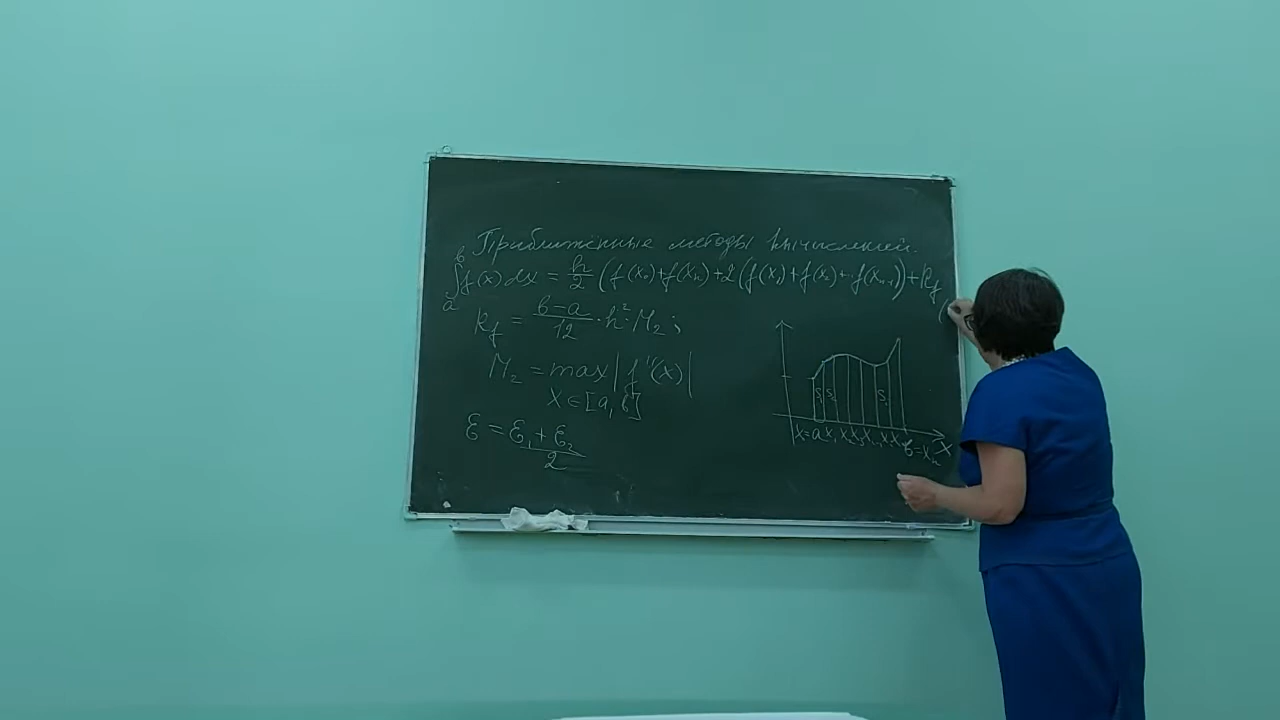 Приближённые методы вычислений.
∫ₐᵇ f(x)dx = h/2 (f(x₀)+f(xₙ)+2(f(x₁)+f(x₂)+..f(xₙ₋₁))+R_f
(
R_f = (b-a)/12 · h² · M₂;
M₂ = max|f''(x)|
x∈[a,b]
ε = (ε₁+ε₂)/2
S₁ S₂
x₀=a x₁ x₂ x₃
b=xₙ x